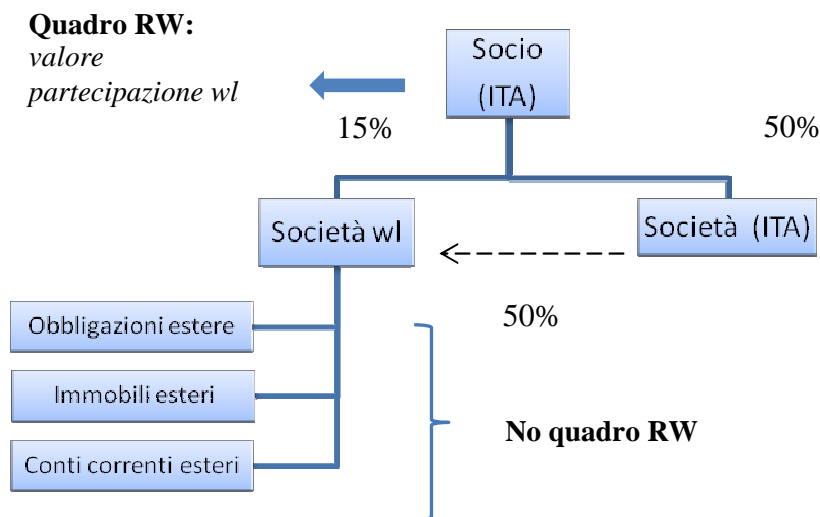 Quadro RW:
valore
partecipazione wl
Socio
(ITA)
15%
50%
Società wl
Società (ITA)
50%
Obbligazioni estere
Immobili esteri
Conti correnti esteri
No quadro RW